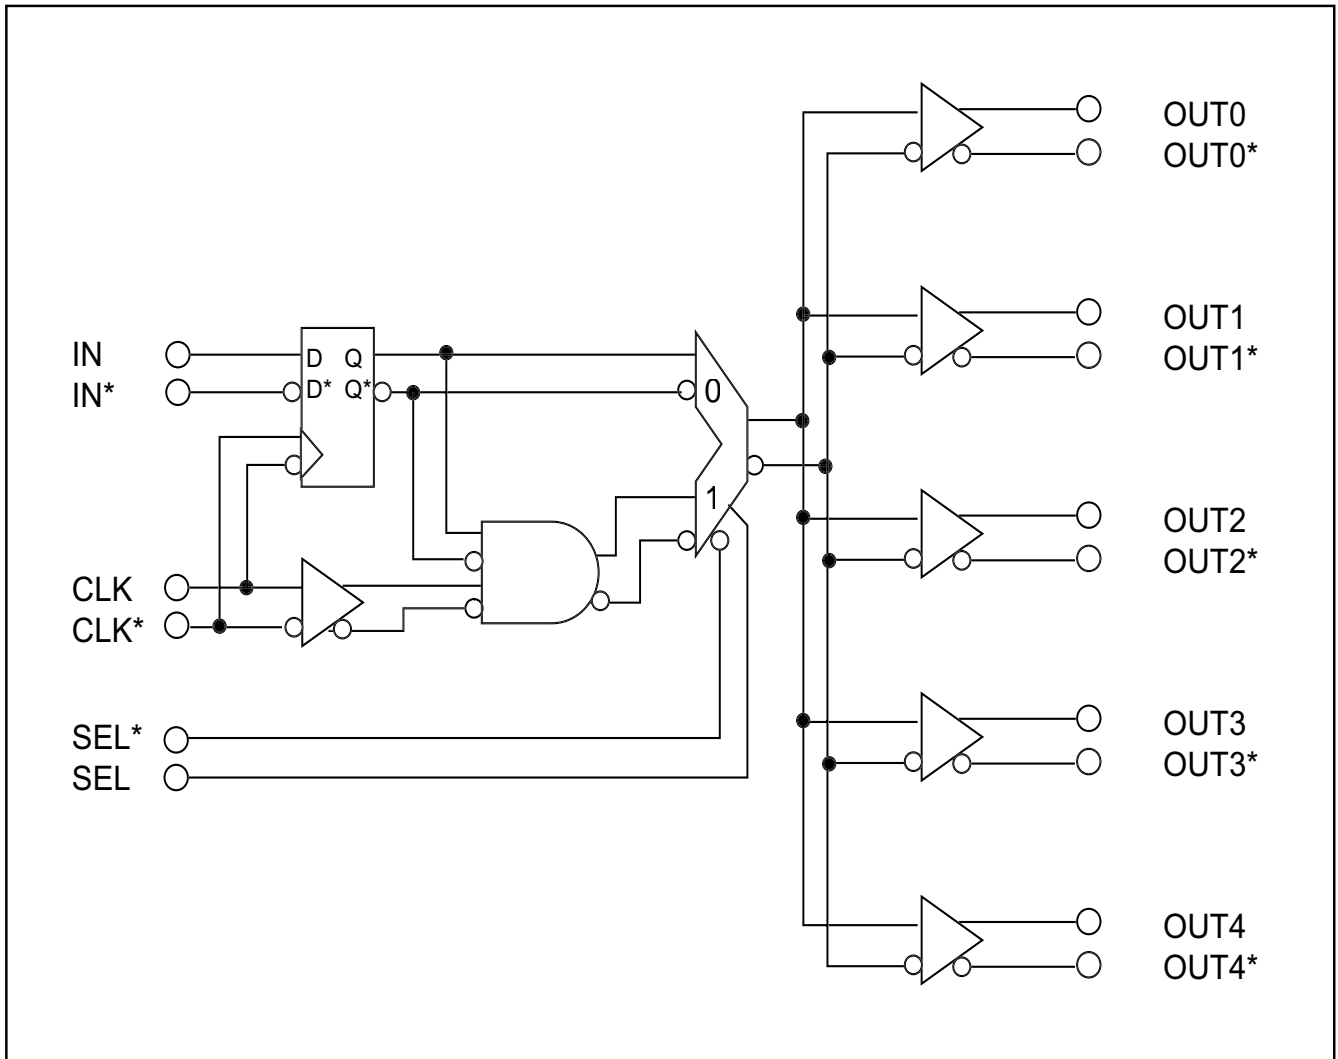 OUT0
OUT0*
OUT1
OUT1*
IN
IN*
D Q
D* Q*
0
1
OUT2
OUT2*
CLK
CLK*
SEL*
SEL
OUT3
OUT3*
OUT4
OUT4*